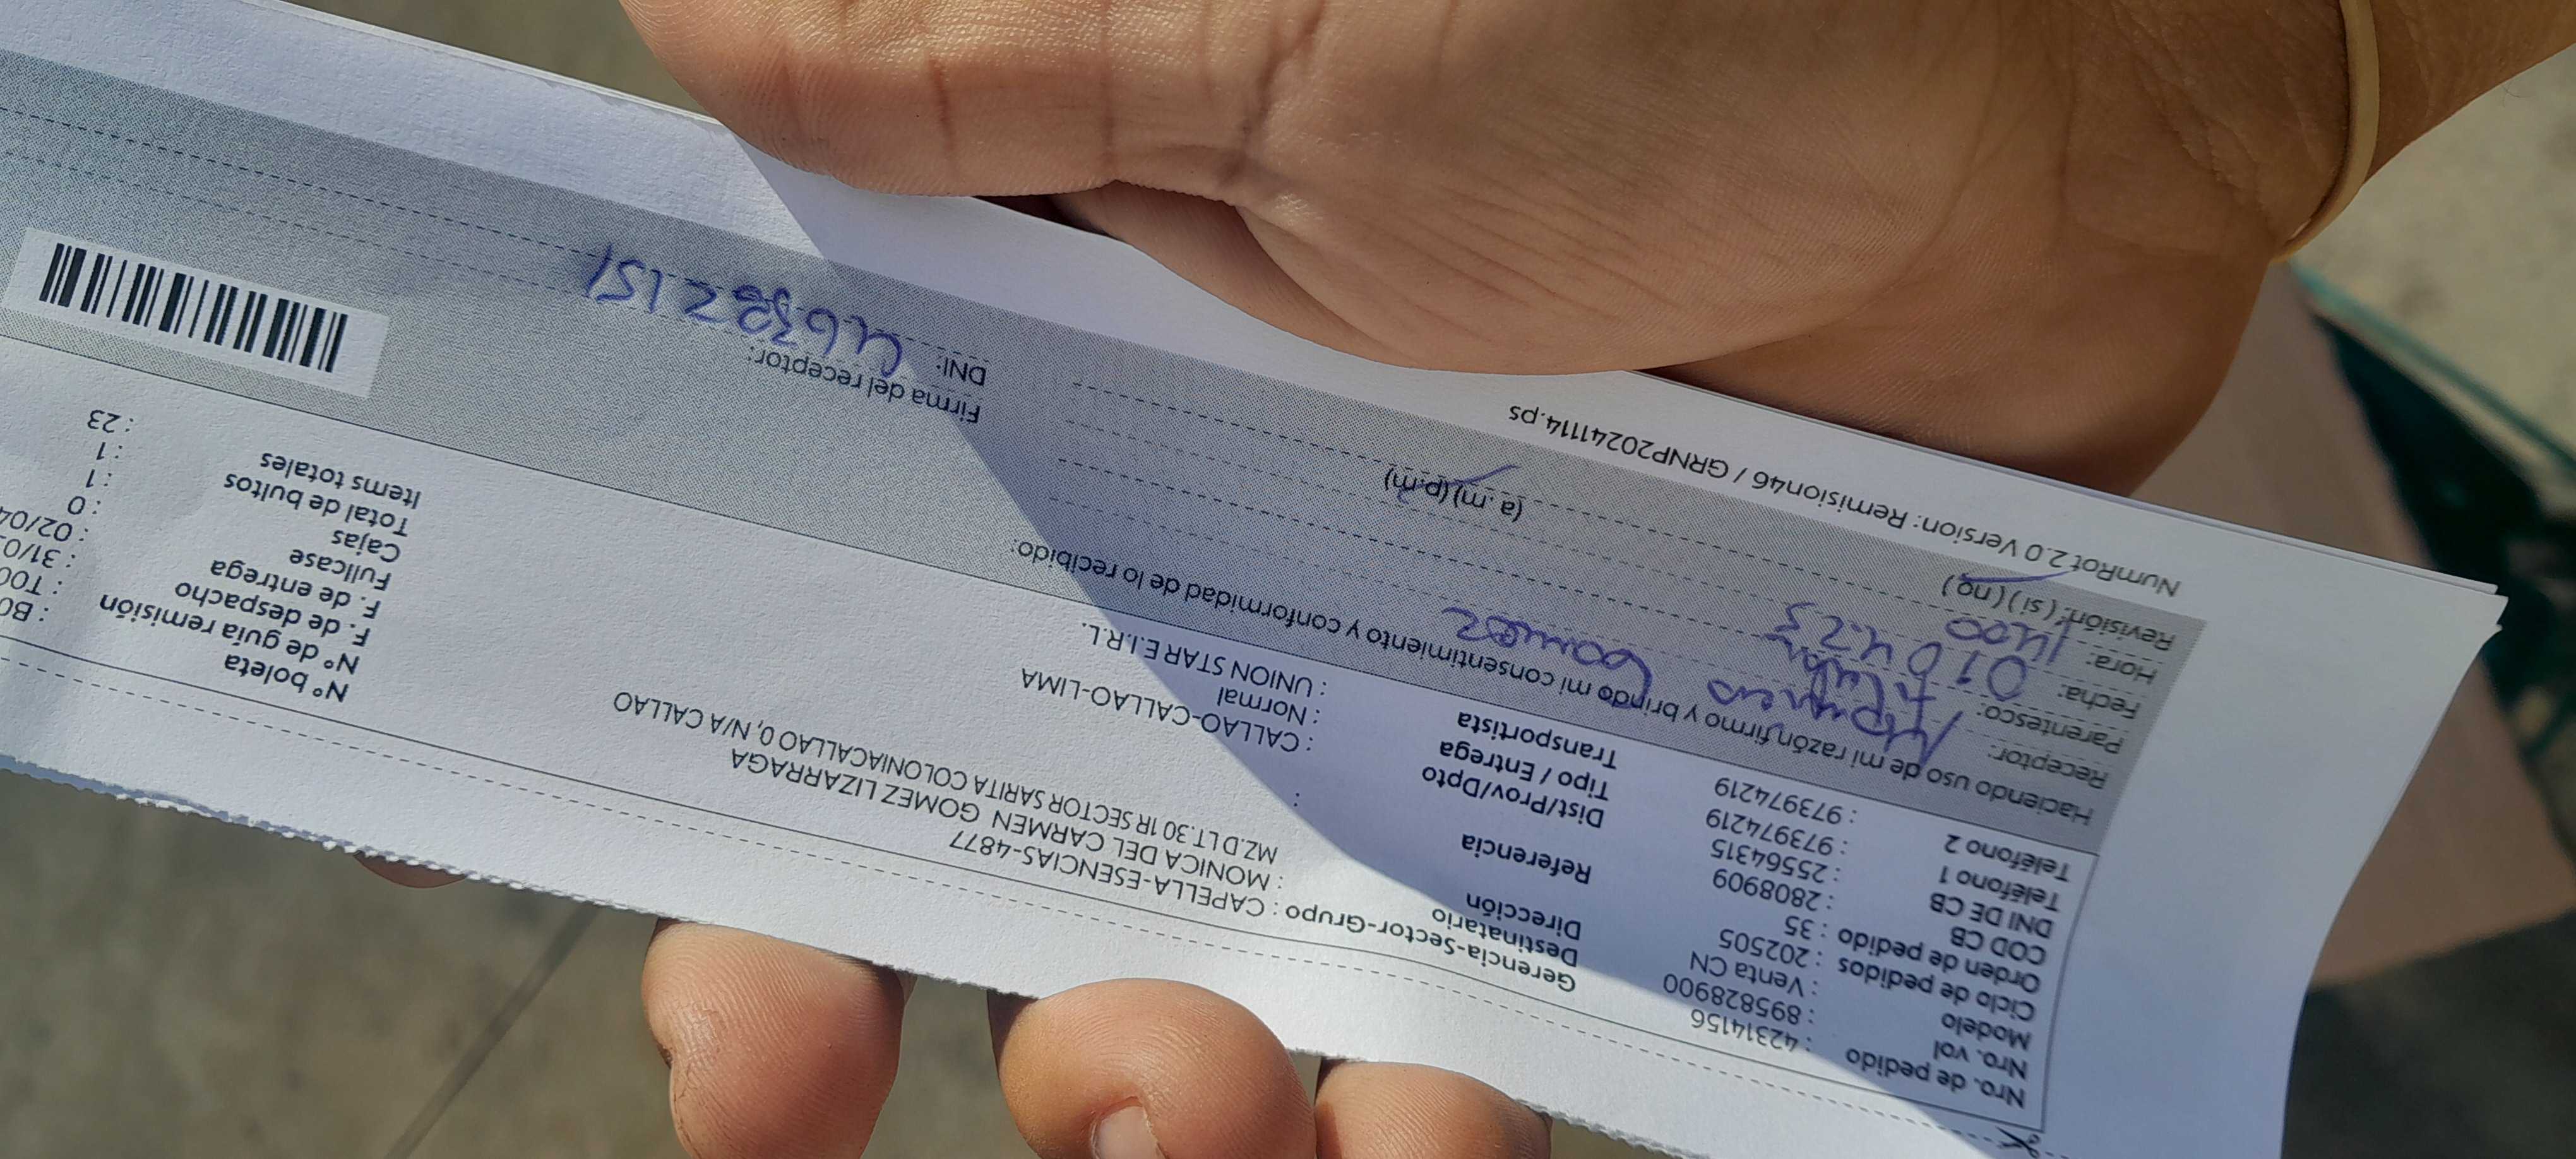 Nro. de pedido : 42314156
Nro. vol : 895828900
Modelo : Venta CN
Ciclo de pedidos : 202505
Orden de pedido : 35
COD CB : 2808909
DNI DE CB : 25564315
Teléfono 1 : 973974219
Teléfono 2 : 973974219
Gerencia-Sector-Grupo : CAPELLA-ESENCIAS-4877
Destinatario : MONICA DEL CARMEN GOMEZ LIZARRAGA
Dirección MZ.D LT.30 1R SECTOR SARITA COLONIACALLAO 0, N/A CALLAO
Referencia :
Dist/Prov/Dpto : CALLAO-CALLAO-LIMA
Tipo / Entrega : Normal
Transportista : UNION STAR E.I.R.L.
N° boleta : B0
N° de guía remisión : T00
F. de despacho : 31/0
F. de entrega : 02/04
Fullcase : 0
Cajas : 1
Total de bultos : 1
Items totales : 23
Haciendo uso de mi razón firmo y brindo mi consentimiento y conformidad de lo recibido:
Receptor: Gomez
Parentesco:
Fecha: 01 04.25
Hora: 1400 (a. m) (p.m)
Revisión: (si) (no)
Firma del receptor:
DNI:
NumRot 2.0 Version: Remision46 / GRNP20241114.ps